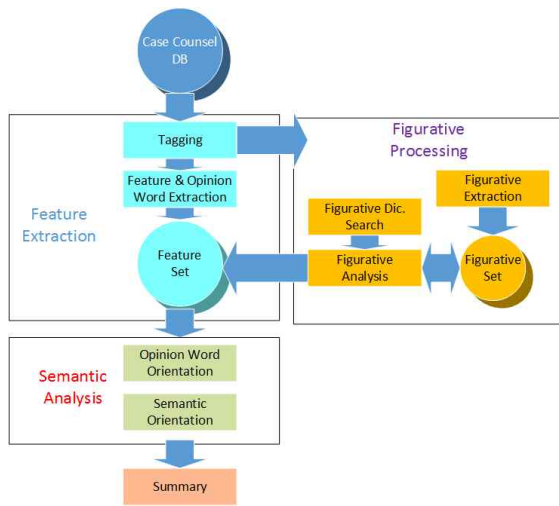 Case Counsel
DB
Tagging
Feature & Opinion
Word Extraction
Feature
Extraction
Feature
Set
Figurative
Processing
Figurative
Extraction
Figurative Dic.
Search
Figurative
Analysis
Figurative
Set
Semantic
Analysis
Opinion Word
Orientation
Semantic
Orientation
Summary